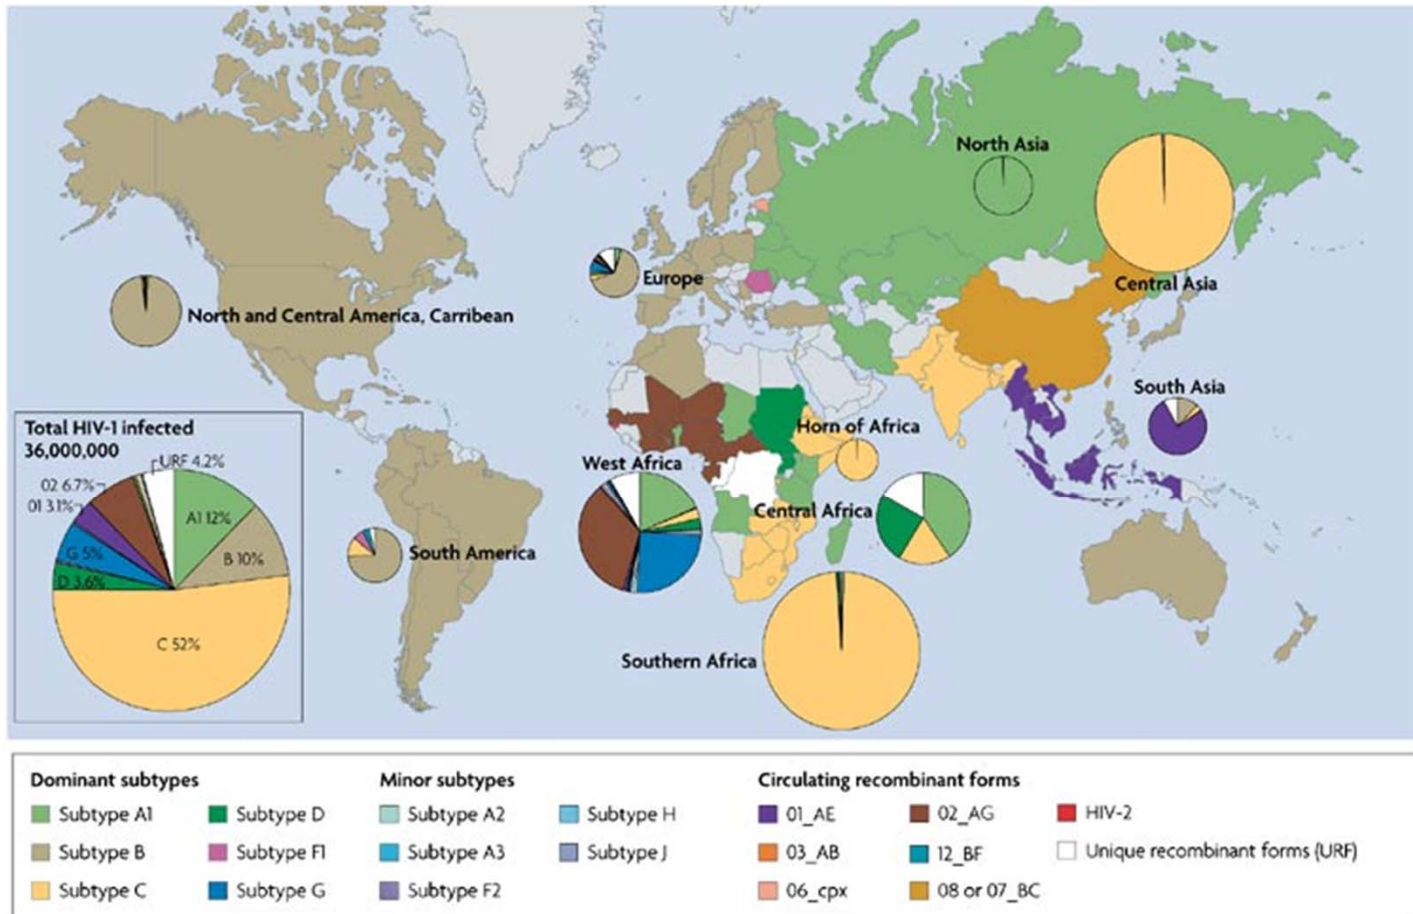 North Asia
Central Asia
Europe
North and Central America, Carribean
South Asia
Total HIV-1 infected
36,000,000
URF 4.2%
02 6.7%
01 3.1%
G 5%
D 3.6%
A1 12%
B 10%
C 52%
Horn of Africa
West Africa
Central Africa
South America
Southern Africa
Dominant subtypes
Subtype A1
Subtype B
Subtype C
Subtype D
Subtype F1
Subtype G
Minor subtypes
Subtype A2
Subtype A3
Subtype F2
Subtype H
Subtype J
Circulating recombinant forms
01_AE
03_AB
06_cpx
02_AG
12_BF
08 or 07_BC
HIV-2
Unique recombinant forms (URF)